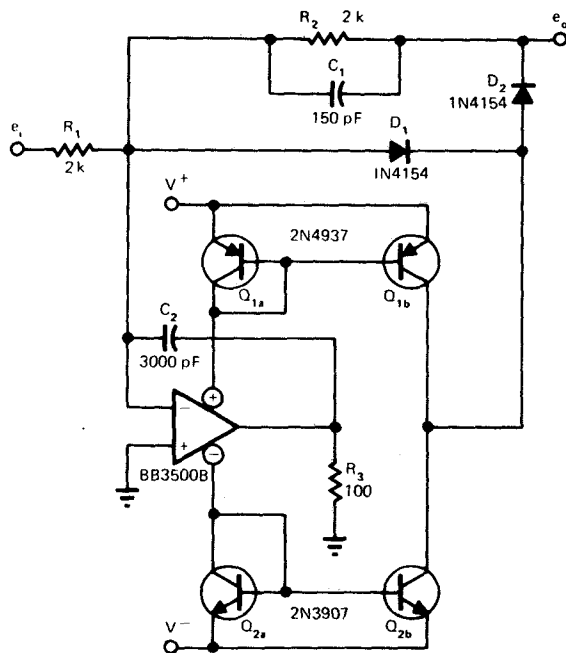 R2 2 k
eo
C1
150 pF
D2
1N4154
D1
1N4154
ei
R1
2k
V+
2N4937
Q1a
Q1b
C2
3000 pF
+
−
+
−
BB3500B
R3
100
2N3907
Q2a
Q2b
V−